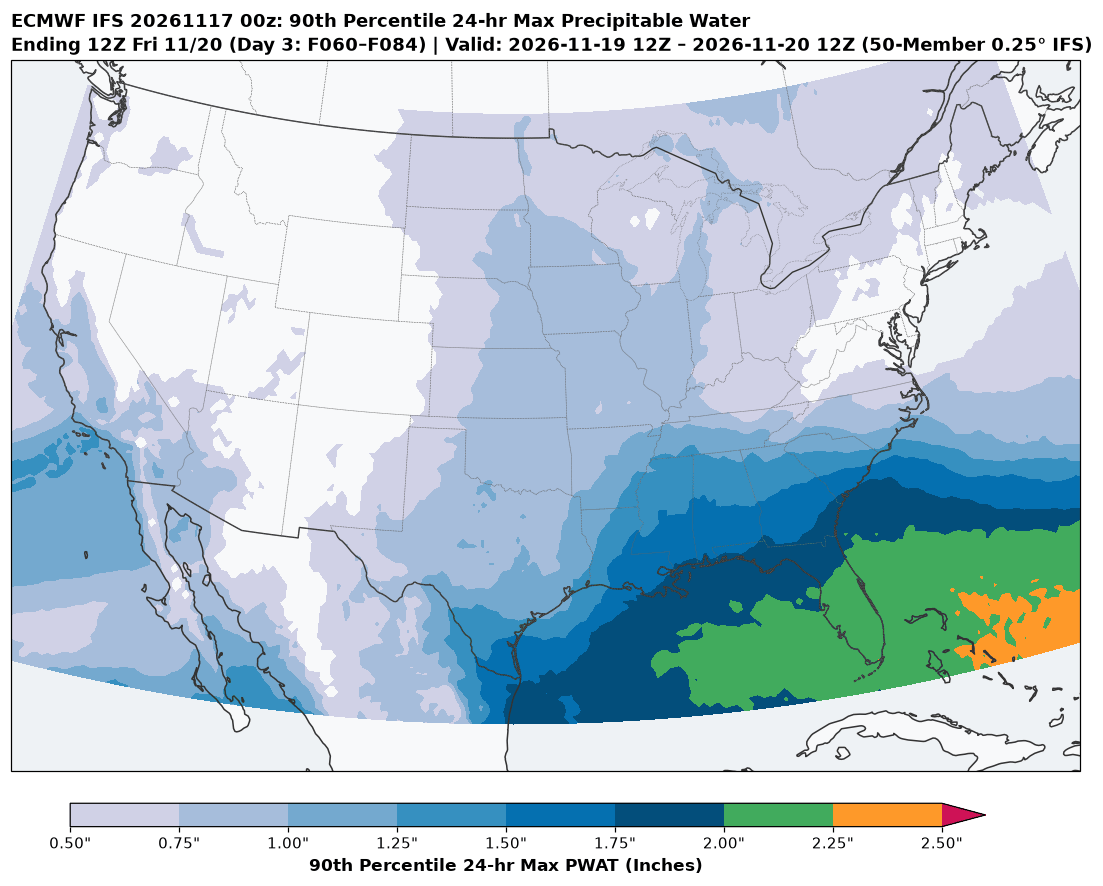 ECMWF IFS 20261117 00z: 90th Percentile 24-hr Max Precipitable Water
Ending 12Z Fri 11/20 (Day 3: F060–F084) | Valid: 2026-11-19 12Z – 2026-11-20 12Z (50-Member 0.25° IFS)
0.50" 0.75" 1.00" 1.25" 1.50" 1.75" 2.00" 2.25" 2.50"
90th Percentile 24-hr Max PWAT (Inches)